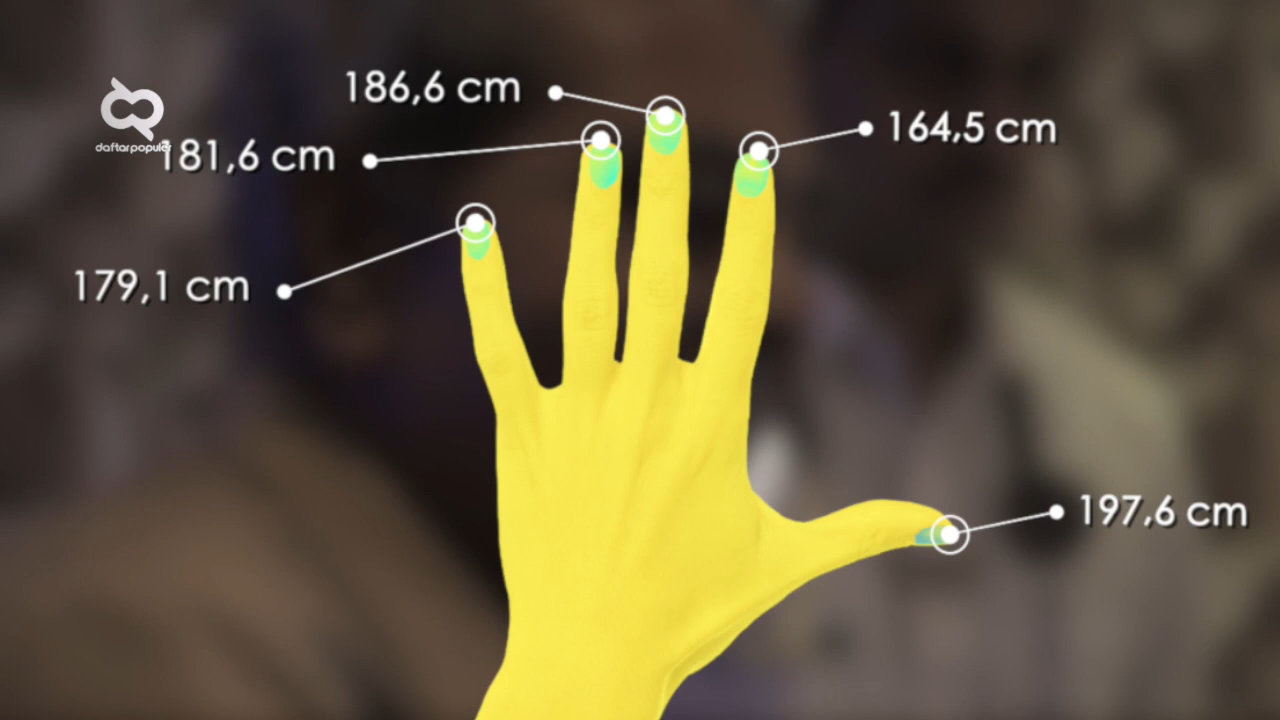 186,6 cm
164,5 cm
daftarpopuler
181,6 cm
179,1 cm
197,6 cm